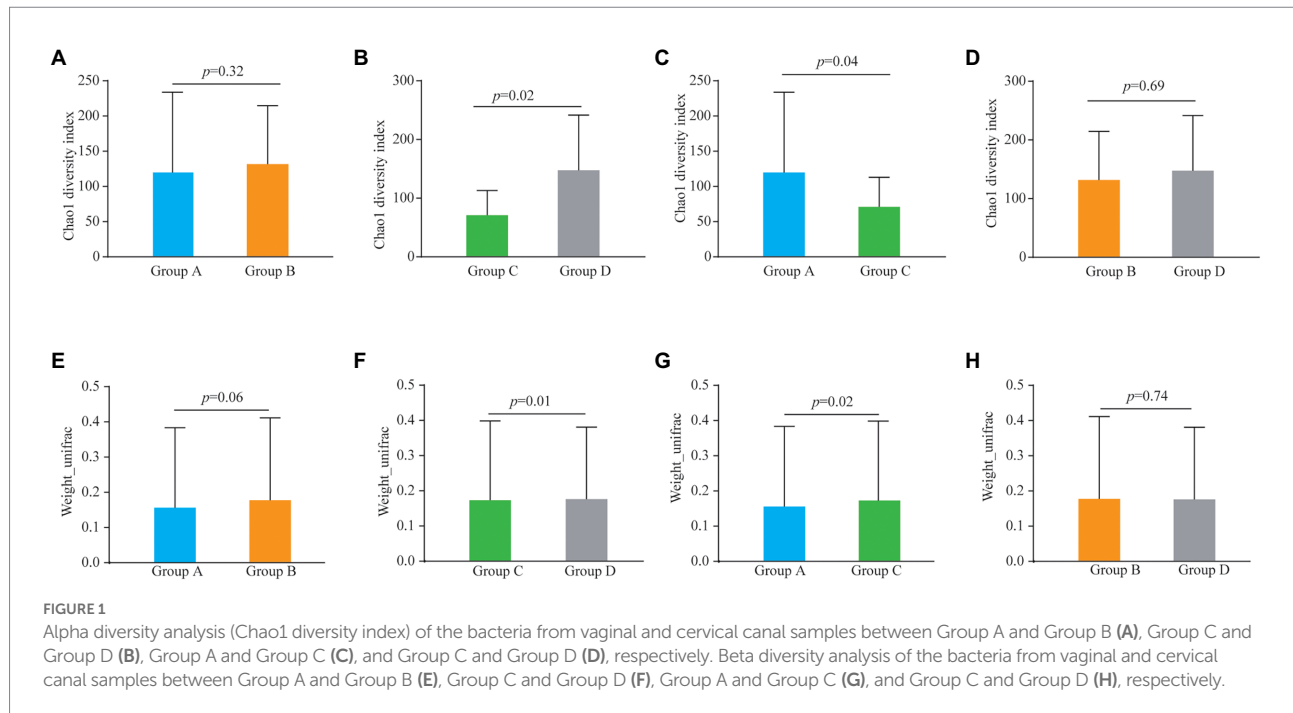 A
p=0.32
Chao1 diversity index
250
200
150
100
50
0
Group A
Group B
B
p=0.02
Chao1 diversity index
300
200
100
0
Group C
Group D
C
p=0.04
Chao1 diversity index
250
200
150
100
50
0
Group A
Group C
D
p=0.69
Chao1 diversity index
300
200
100
0
Group B
Group D
E
p=0.06
Weight_unifrac
0.5
0.4
0.3
0.2
0.1
0.0
Group A
Group B
F
p=0.01
Weight_unifrac
0.5
0.4
0.3
0.2
0.1
0.0
Group C
Group D
G
p=0.02
Weight_unifrac
0.5
0.4
0.3
0.2
0.1
0.0
Group A
Group C
H
p=0.74
Weight_unifrac
0.5
0.4
0.3
0.2
0.1
0.0
Group B
Group D
FIGURE 1
Alpha diversity analysis (Chao1 diversity index) of the bacteria from vaginal and cervical canal samples between Group A and Group B (A), Group C and
Group D (B), Group A and Group C (C), and Group C and Group D (D), respectively. Beta diversity analysis of the bacteria from vaginal and cervical
canal samples between Group A and Group B (E), Group C and Group D (F), Group A and Group C (G), and Group C and Group D (H), respectively.